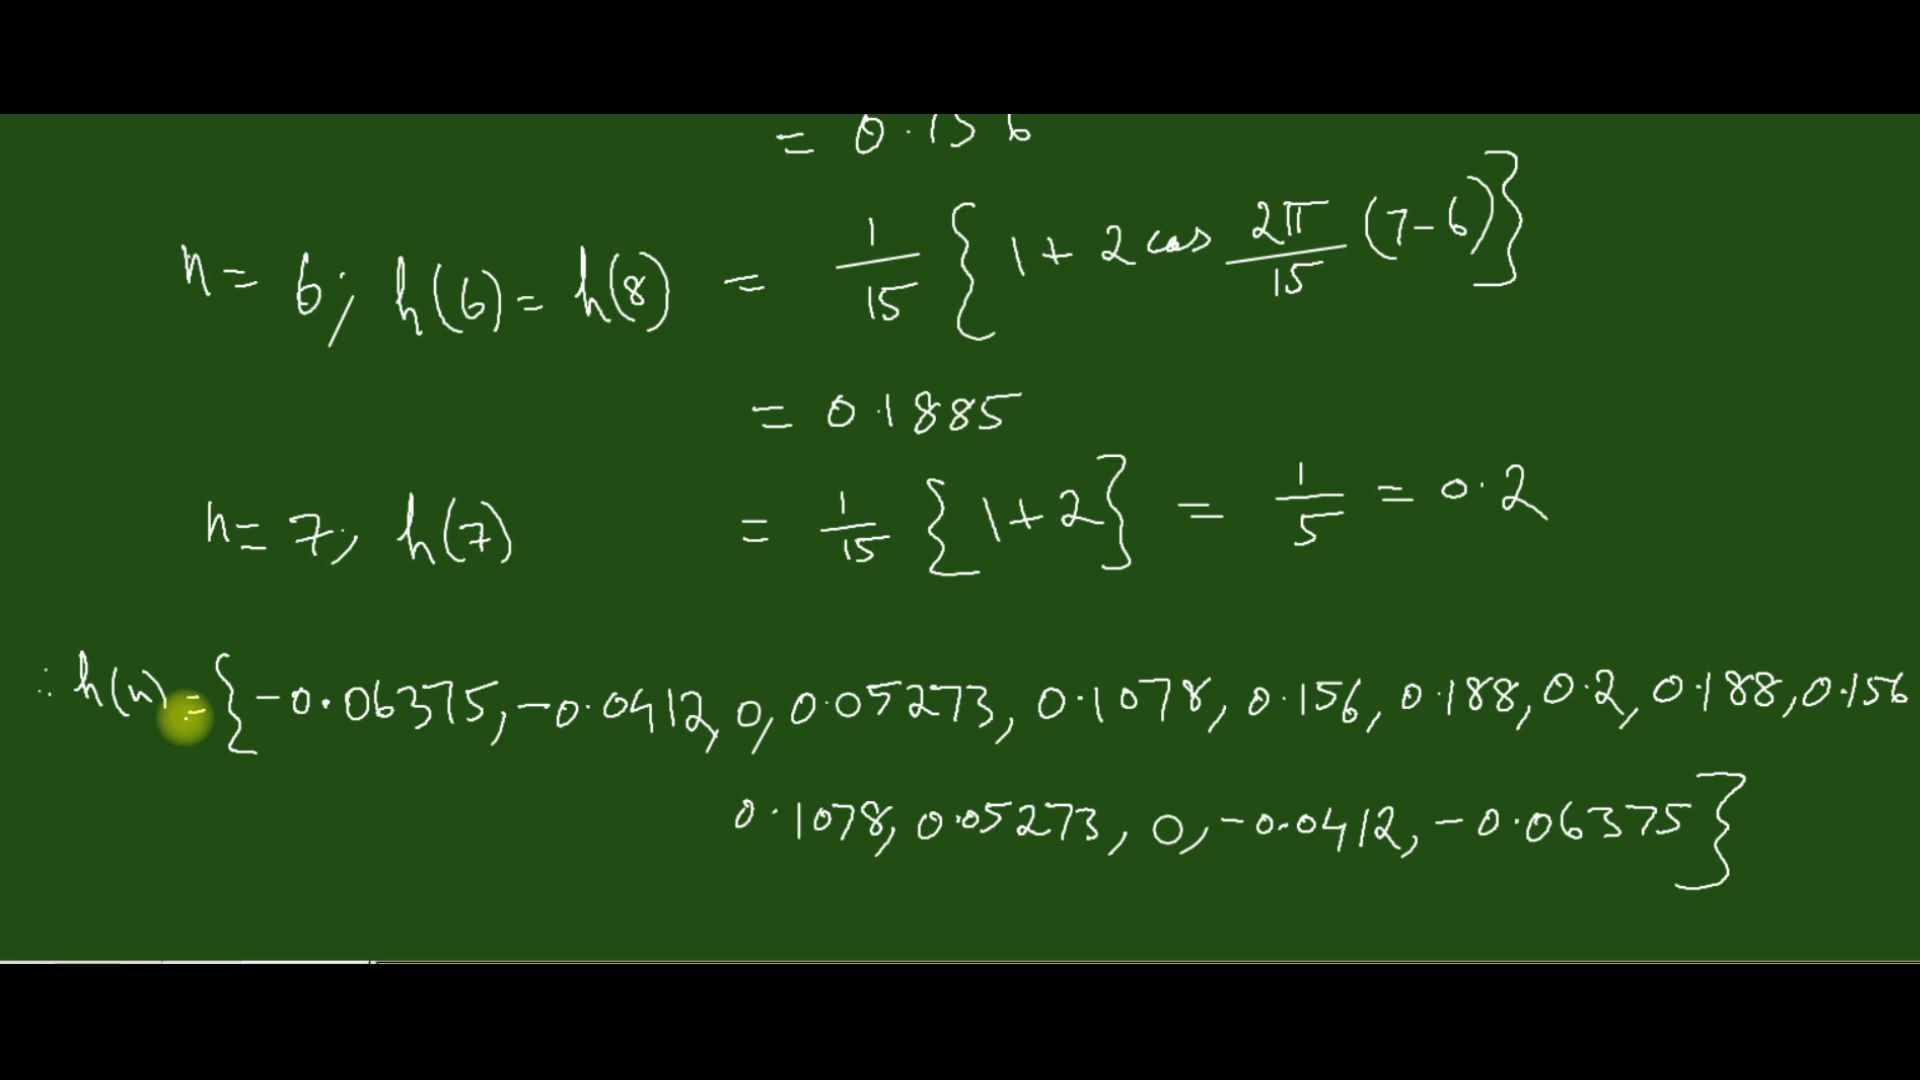 = 0.156
n = 6; h(6) = h(8) = 1/15 { 1 + 2 cos 2π/15 (7-6) }
= 0.1885
n = 7; h(7) = 1/15 { 1+2 } = 1/5 = 0.2
∴ h(n) = { -0.06375, -0.0412, 0, 0.05273, 0.1078, 0.156, 0.188, 0.2, 0.188, 0.156
0.1078, 0.05273, 0, -0.0412, -0.06375 }